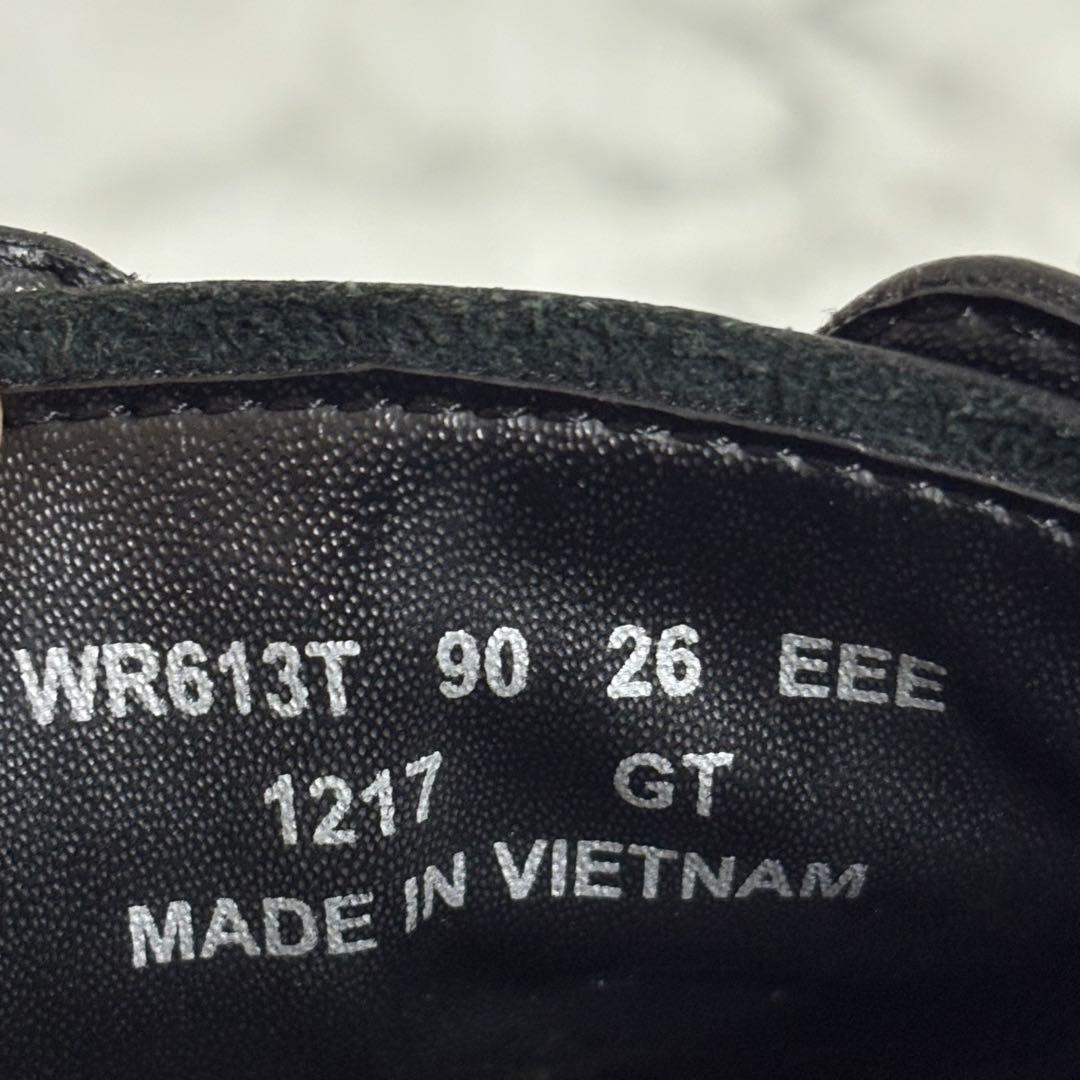 WR613T 90 26 EEE
1217 GT
MADE IN VIETNAM